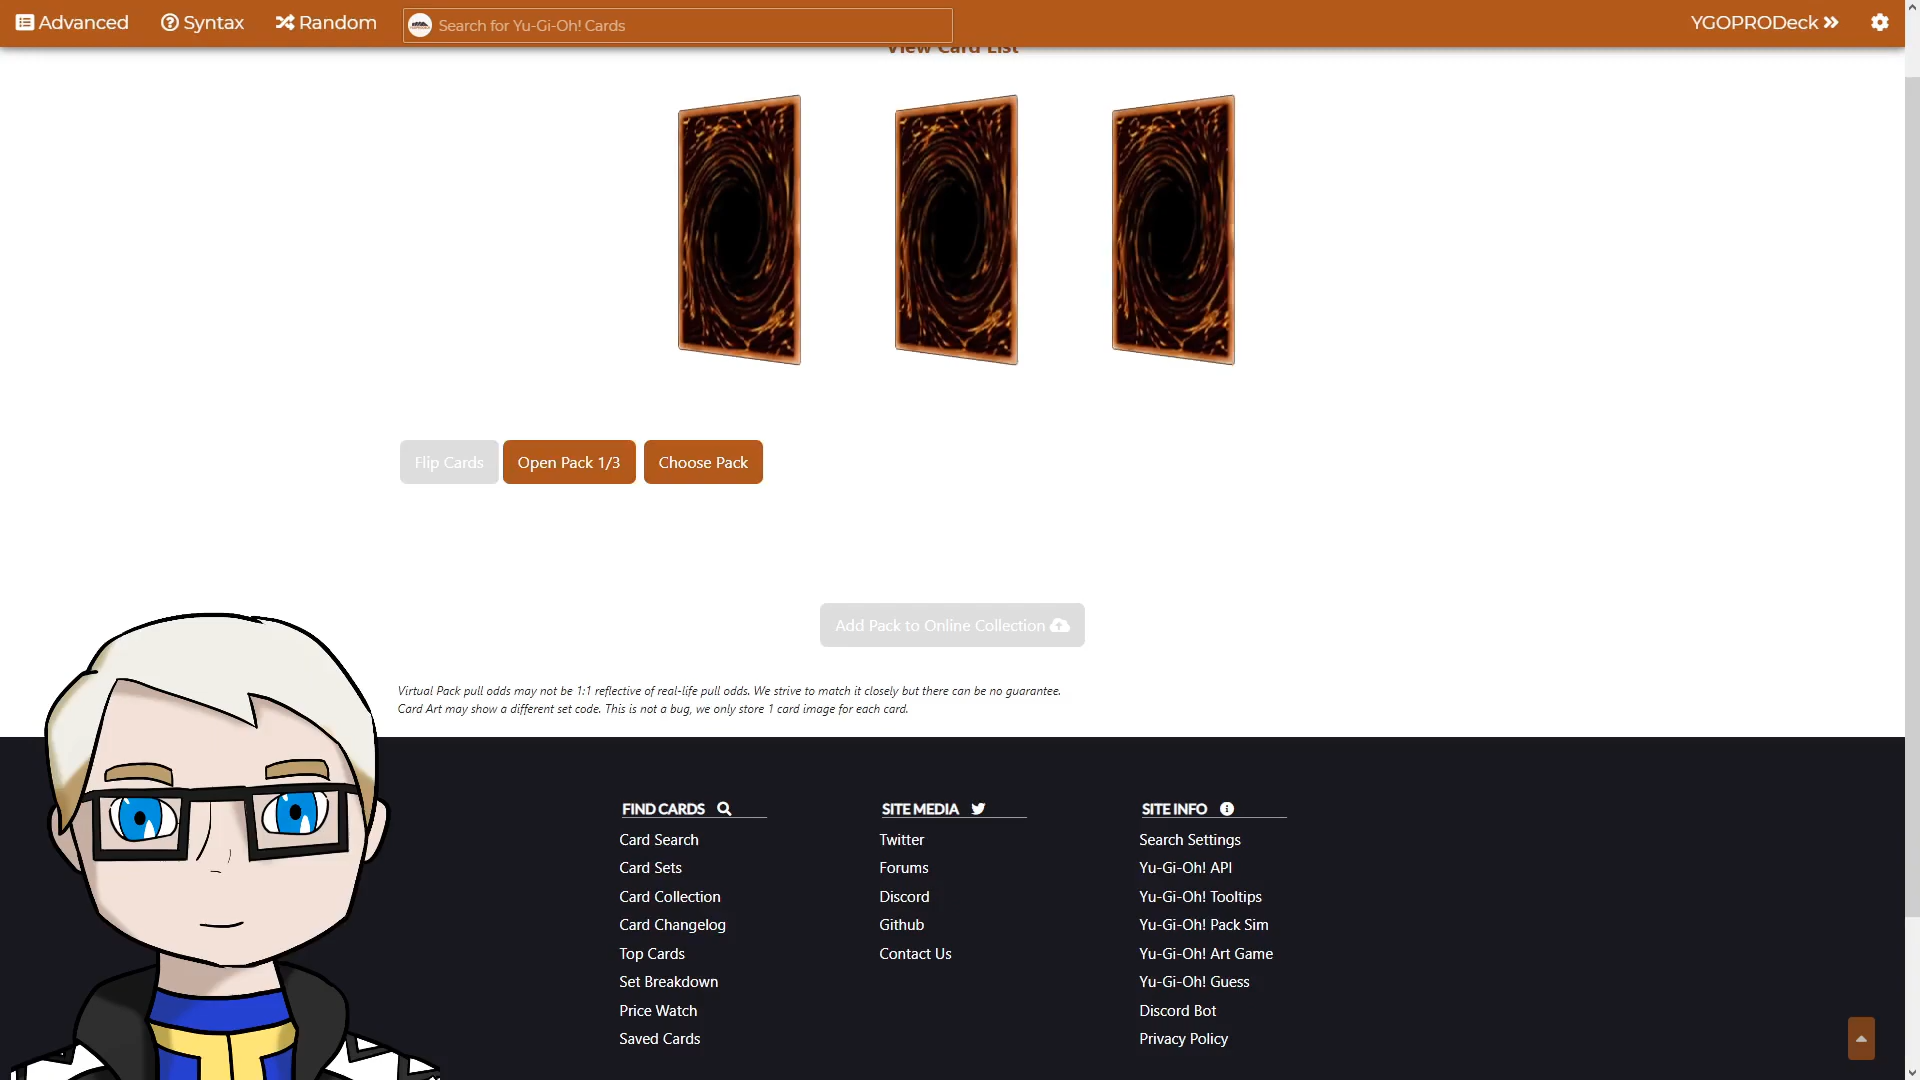 Advanced
Syntax
Random
Search for Yu-Gi-Oh! Cards
YGOPRODeck
View Card List
Flip Cards
Open Pack 1/3
Choose Pack
Add Pack to Online Collection
Virtual Pack pull odds may not be 1:1 reflective of real-life pull odds. We strive to match it closely but there can be no guarantee.
Card Art may show a different set code. This is not a bug, we only store 1 card image for each card.
FIND CARDS
Card Search
Card Sets
Card Collection
Card Changelog
Top Cards
Set Breakdown
Price Watch
Saved Cards
SITE MEDIA
Twitter
Forums
Discord
Github
Contact Us
SITE INFO
Search Settings
Yu-Gi-Oh! API
Yu-Gi-Oh! Tooltips
Yu-Gi-Oh! Pack Sim
Yu-Gi-Oh! Art Game
Yu-Gi-Oh! Guess
Discord Bot
Privacy Policy